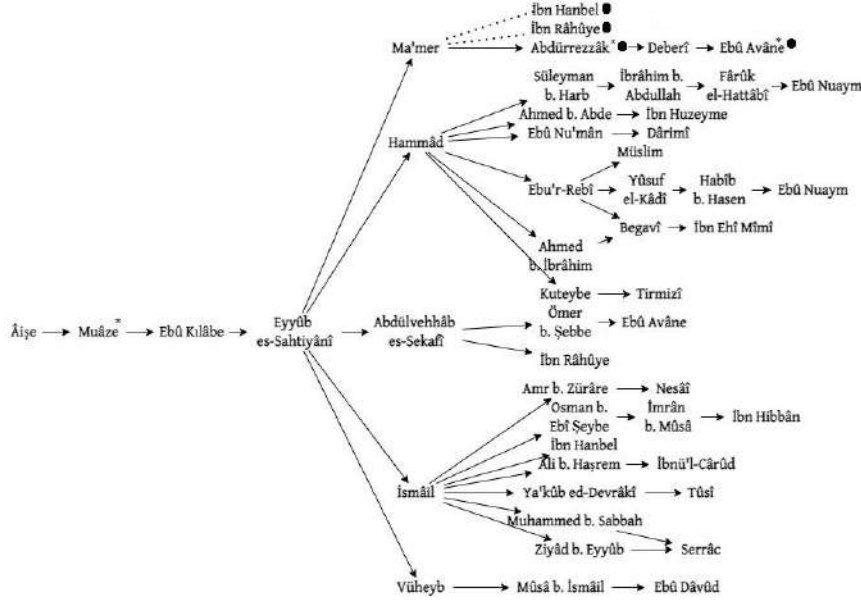 İbn Hanbel
İbn Râhûye
Ma'mer
Abdürrezzâk* Deberî Ebû Avâne*
Süleyman b. Harb İbrâhim b. Abdullah Fârûk el-Hattâbî Ebû Nuaym
Ahmed b. Abde İbn Huzeyme
Hammâd
Ebû Nu'mân Dârimî
Müslim
Ebu'r-Rebî Yûsuf el-Kâdî Habîb b. Hasen Ebû Nuaym
Begavî İbn Ehî Mîmî
Ahmed b. İbrâhim
Kuteybe Tirmizî
Âişe Muâze* Ebû Kılâbe Eyyûb es-Sahtiyânî Abdülvehhâb es-Sekafî
Ömer b. Şebbe Ebû Avâne
İbn Râhûye
Amr b. Zürâre Nesâî
Osman b. Ebî Şeybe İmrân b. Mûsâ İbn Hibbân
İbn Hanbel
Ali b. Haşrem İbnü'l-Cârûd
İsmâil
Ya'kûb ed-Devrâkî Tûsî
Muhammed b. Sabbah
Ziyâd b. Eyyûb Serrâc
Vüheyb Mûsâ b. İsmâil Ebû Dâvûd